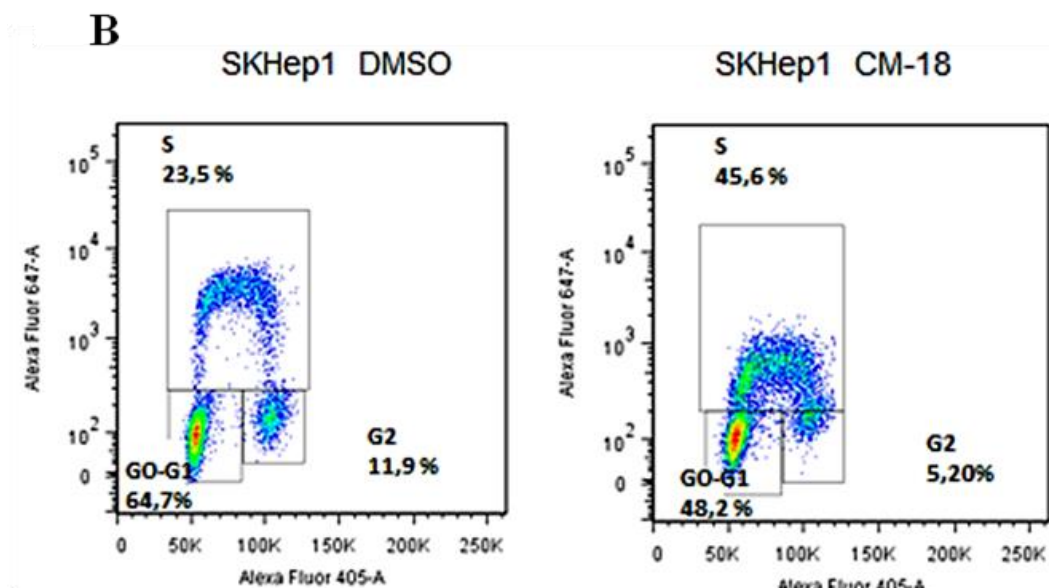 B
SKHep1 DMSO
SKHep1 CM-18
S
23,5 %
10^5
10^4
10^3
10^2
0
Alexa Fluor 647-A
GO-G1
64,7%
G2
11,9 %
0 50K 100K 150K 200K 250K
Alexa Fluor 405-A
S
45,6 %
10^5
10^4
10^3
10^2
0
Alexa Fluor 647-A
GO-G1
48,2 %
G2
5,20%
0 50K 100K 150K 200K 250K
Alexa Fluor 405-A